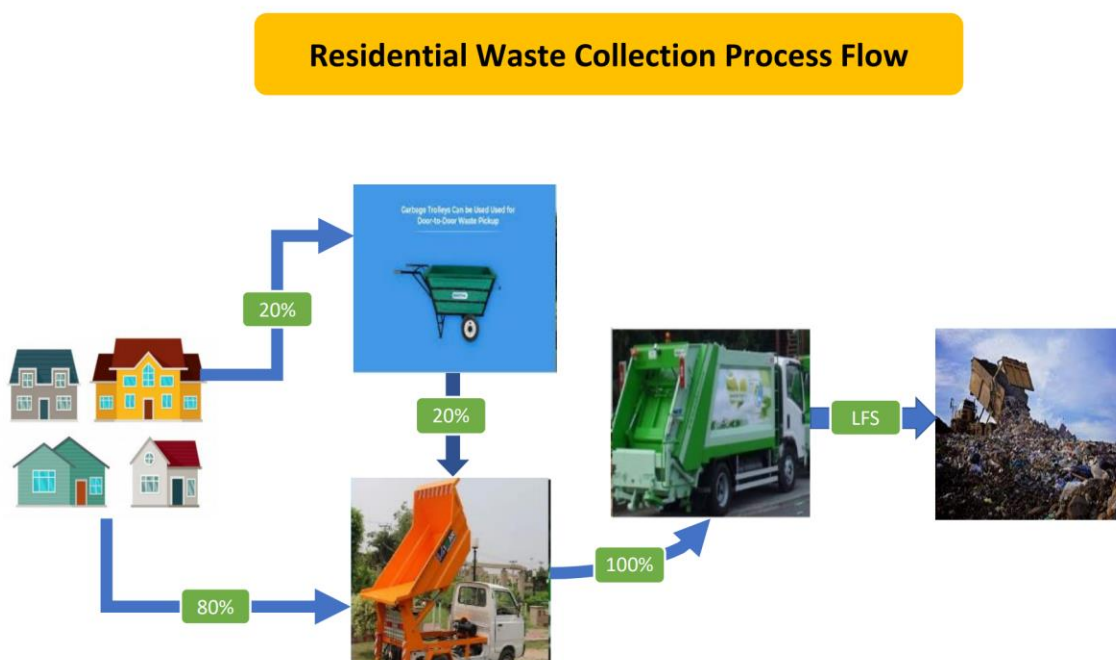 Residential Waste Collection Process Flow
Garbage Trolleys Can be Used Used for
Door-to-Door Waste Pickup
20%
20%
LFS
100%
80%